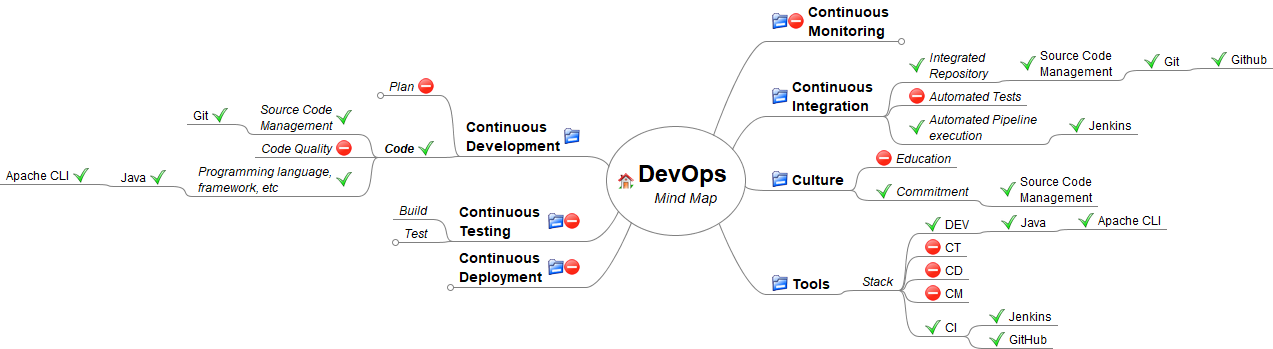 DevOps
Mind Map
Continuous
Monitoring
Continuous
Integration
Integrated
Repository
Source Code
Management
Git
Github
Automated Tests
Automated Pipeline
execution
Jenkins
Culture
Education
Commitment
Source Code
Management
Tools
Stack
DEV
Java
Apache CLI
CT
CD
CM
CI
Jenkins
GitHub
Continuous
Development
Plan
Code
Source Code
Management
Git
Code Quality
Programming language,
framework, etc
Java
Apache CLI
Continuous
Testing
Build
Test
Continuous
Deployment